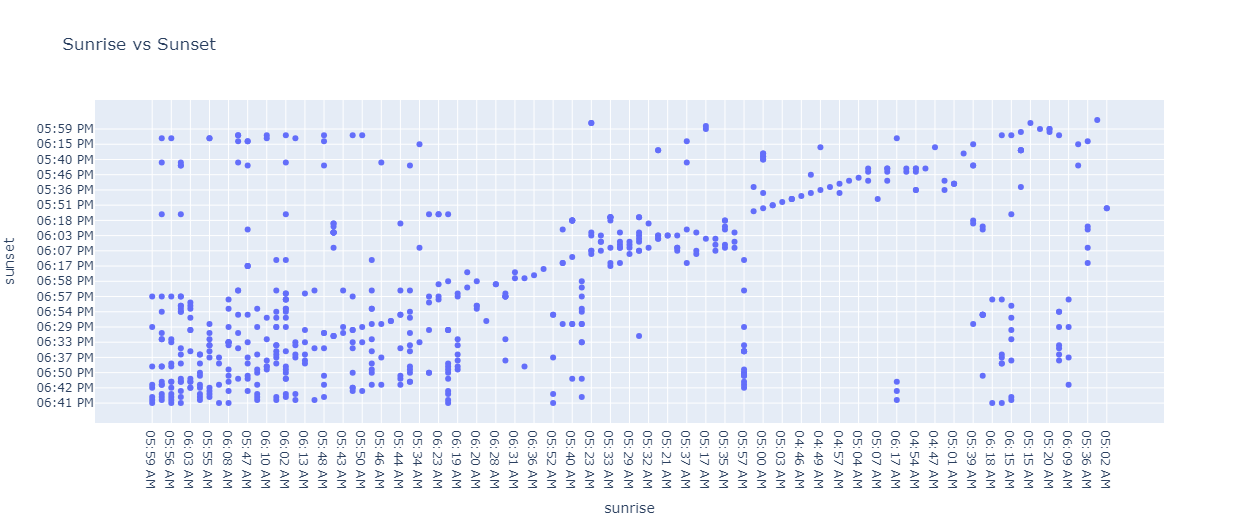 Sunrise vs Sunset
05:59 PM
06:15 PM
05:40 PM
05:46 PM
05:36 PM
05:51 PM
06:18 PM
06:03 PM
06:07 PM
06:17 PM
06:58 PM
06:57 PM
06:54 PM
06:29 PM
06:33 PM
06:37 PM
06:50 PM
06:42 PM
06:41 PM
sunset
05:59 AM
05:56 AM
06:03 AM
05:55 AM
06:08 AM
05:47 AM
06:10 AM
06:02 AM
06:13 AM
05:48 AM
05:43 AM
05:50 AM
05:46 AM
05:44 AM
05:34 AM
06:23 AM
06:19 AM
06:20 AM
06:28 AM
06:31 AM
06:36 AM
05:52 AM
05:40 AM
05:23 AM
05:33 AM
05:29 AM
05:32 AM
05:21 AM
05:37 AM
05:17 AM
05:35 AM
05:57 AM
05:00 AM
05:05 AM
04:46 AM
04:49 AM
04:57 AM
05:04 AM
05:07 AM
06:17 AM
04:54 AM
04:47 AM
05:01 AM
05:39 AM
06:18 AM
06:15 AM
05:15 AM
05:20 AM
06:09 AM
05:36 AM
05:02 AM
sunrise